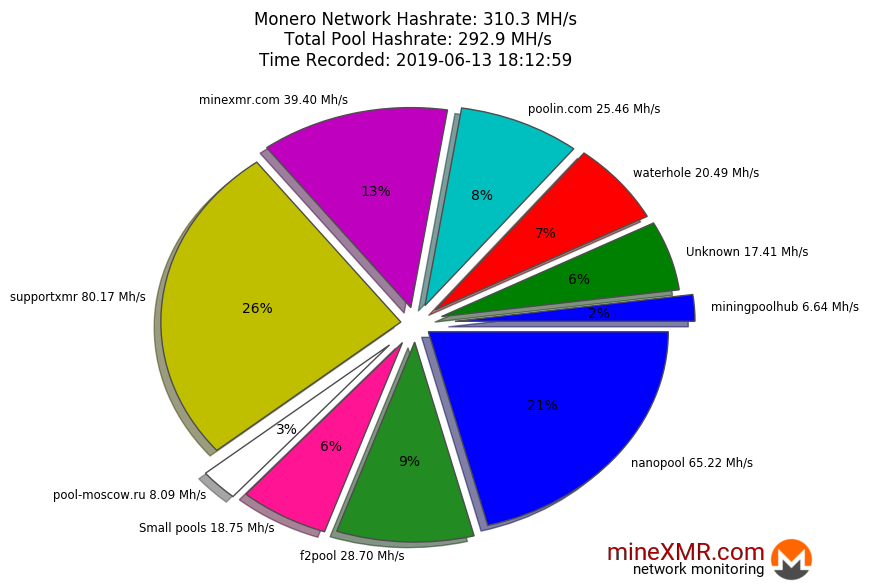 Monero Network Hashrate: 310.3 MH/s
Total Pool Hashrate: 292.9 MH/s
Time Recorded: 2019-06-13 18:12:59
minexmr.com 39.40 Mh/s
poolin.com 25.46 Mh/s
waterhole 20.49 Mh/s
13%
8%
7%
Unknown 17.41 Mh/s
6%
supportxmr 80.17 Mh/s
26%
2%
miningpoolhub 6.64 Mh/s
21%
3%
6%
9%
nanopool 65.22 Mh/s
pool-moscow.ru 8.09 Mh/s
Small pools 18.75 Mh/s
f2pool 28.70 Mh/s
mineXMR.com
network monitoring